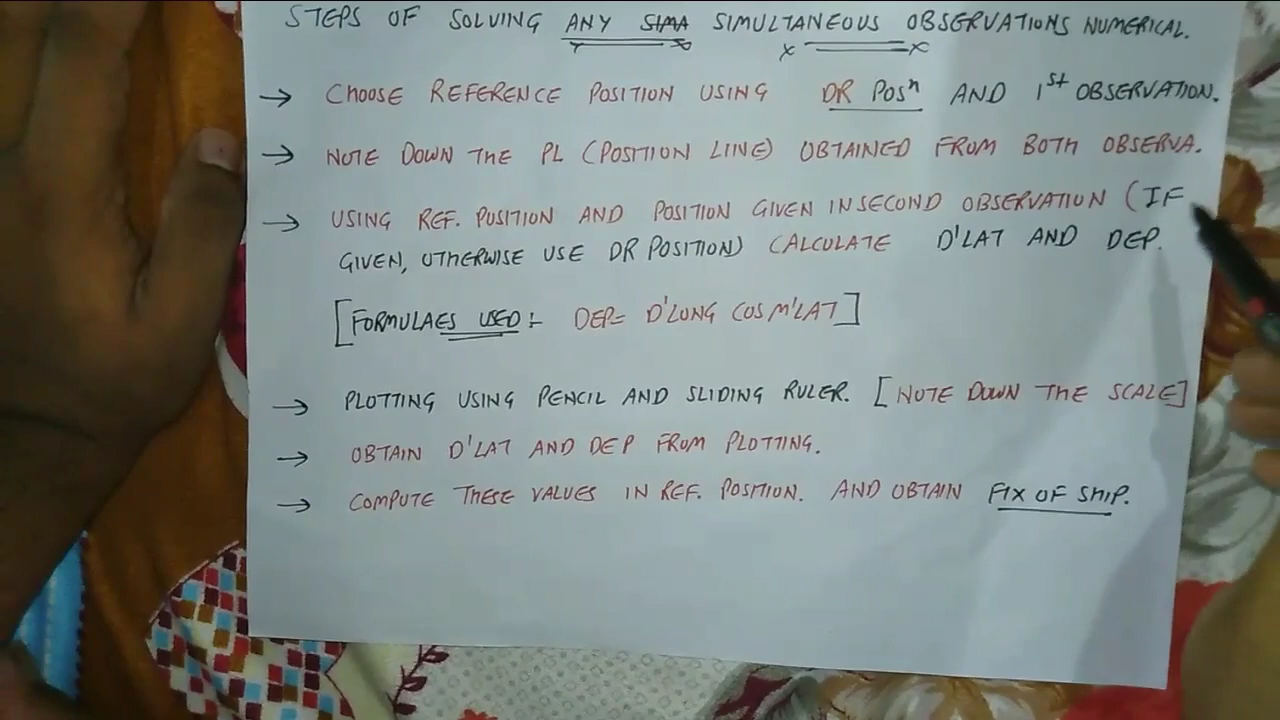 STEPS OF SOLVING ANY SIMA SIMULTANEOUS OBSERVATIONS NUMERICAL.
→ CHOOSE REFERENCE POSITION USING DR POSⁿ AND 1ˢᵗ OBSERVATION.
→ NOTE DOWN THE PL (POSITION LINE) OBTAINED FROM BOTH OBSERVA.
→ USING REF. POSITION AND POSITION GIVEN IN SECOND OBSERVATION (IF
GIVEN, OTHERWISE USE DR POSITION) CALCULATE D'LAT AND DEP.
[FORMULAES USED:- DEP= D'LONG COS M'LAT]
→ PLOTTING USING PENCIL AND SLIDING RULER. [NOTE DOWN THE SCALE]
→ OBTAIN D'LAT AND DEP FROM PLOTTING.
→ COMPUTE THESE VALUES IN REF. POSITION. AND OBTAIN FIX OF SHIP.